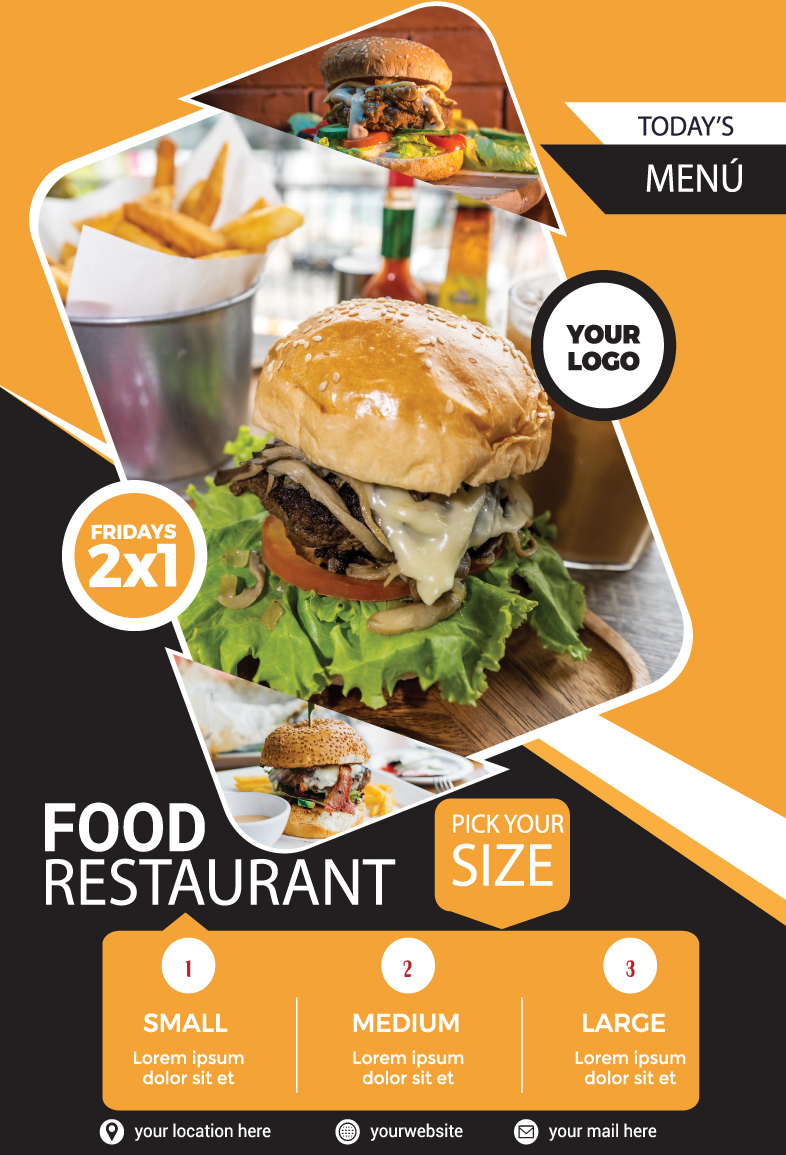 TODAY'S
MENÚ
YOUR
LOGO
FRIDAYS
2x1
FOOD
RESTAURANT
PICK YOUR
SIZE
1
2
3
SMALL
MEDIUM
LARGE
Lorem ipsum
dolor sit et
Lorem ipsum
dolor sit et
Lorem ipsum
dolor sit et
your location here
yourwebsite
your mail here